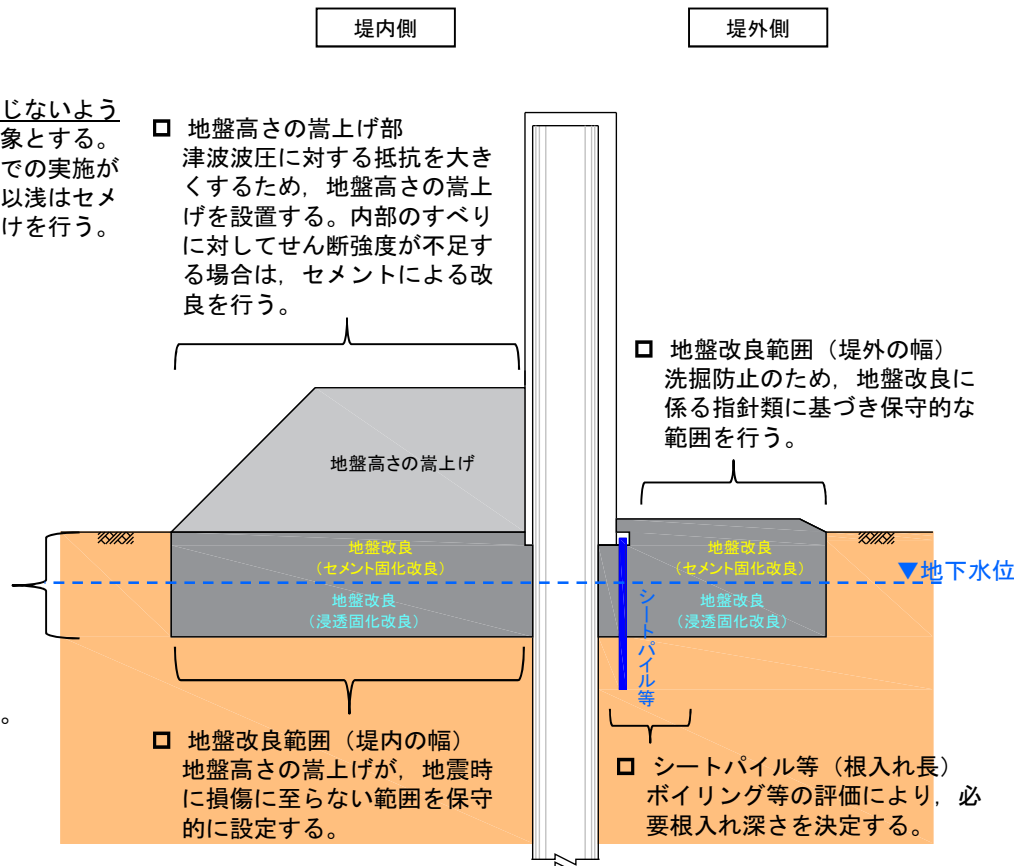 堤内側
堤外側
じないよう
象とする。
での実施が
以浅はセメ
けを行う。
□ 地盤高さの嵩上げ部
津波波圧に対する抵抗を大き
くするため，地盤高さの嵩上
げを設置する。内部のすべり
に対してせん断強度が不足す
る場合は，セメントによる改
良を行う。
□ 地盤改良範囲（堤外の幅）
洗掘防止のため，地盤改良に
係る指針類に基づき保守的な
範囲を行う。
地盤高さの嵩上げ
地盤改良
（セメント固化改良）
地盤改良
（浸透固化改良）
地盤改良
（セメント固化改良）
地盤改良
（浸透固化改良）
▼地下水位
シートパイル等
。
□ 地盤改良範囲（堤内の幅）
地盤高さの嵩上げが，地震時
に損傷に至らない範囲を保守
的に設定する。
□ シートパイル等（根入れ長）
ボイリング等の評価により，必
要根入れ深さを決定する。